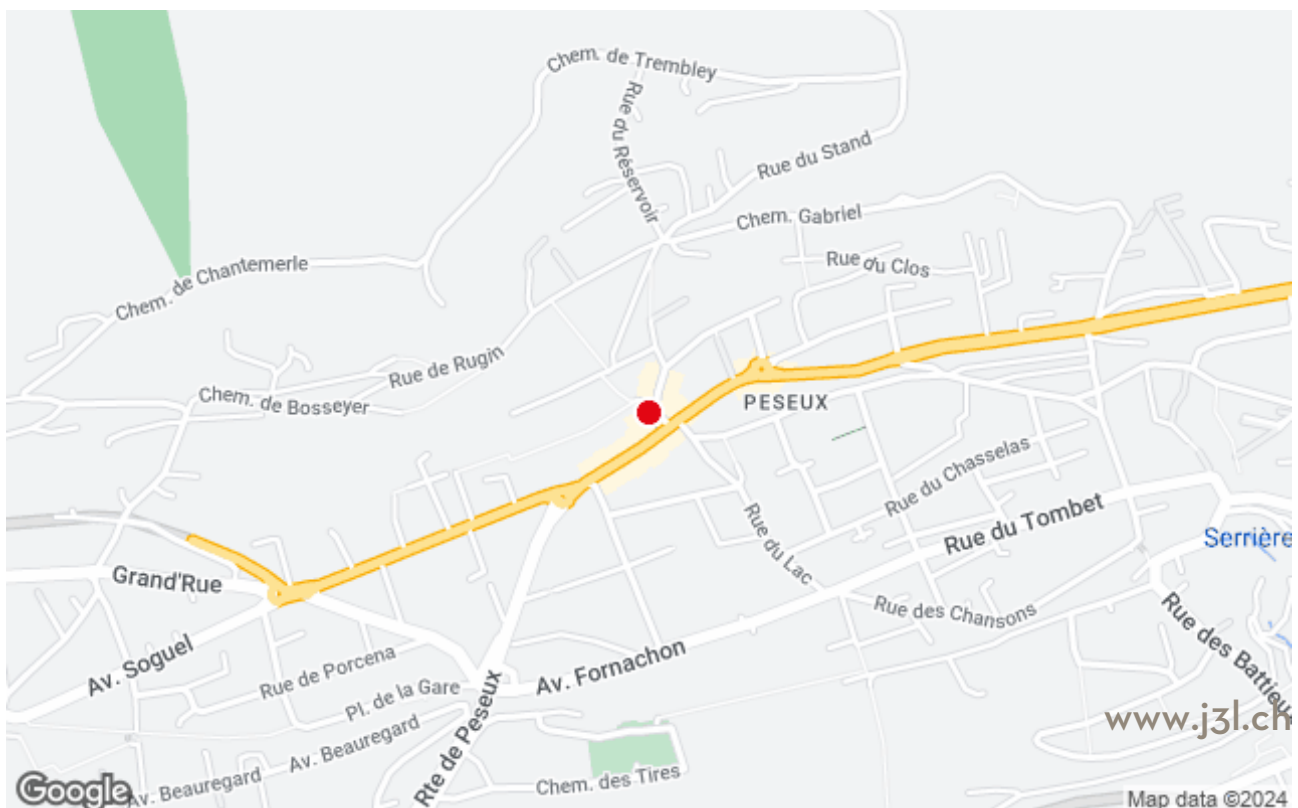 Chem. de Trembley
Rue du Réservoir
Rue du Stand
Chem. Gabriel
Rue du Clos
Chem. de Chantemerle
Rue de Rugin
Chem. de Bosseyer
PESEUX
Rue du Chasselas
Rue du Tombet
Serrière
Rue du Lac
Grand'Rue
Rue des Chansons
Rue des Battieux
Av. Soguel
Rue de Porcena
Av. Fornachon
Pl. de la Gare
Rte de Peseux
www.j3l.ch
Av. Beauregard
Av. Beauregard
Chem. des Tires
Google
Map data ©2024